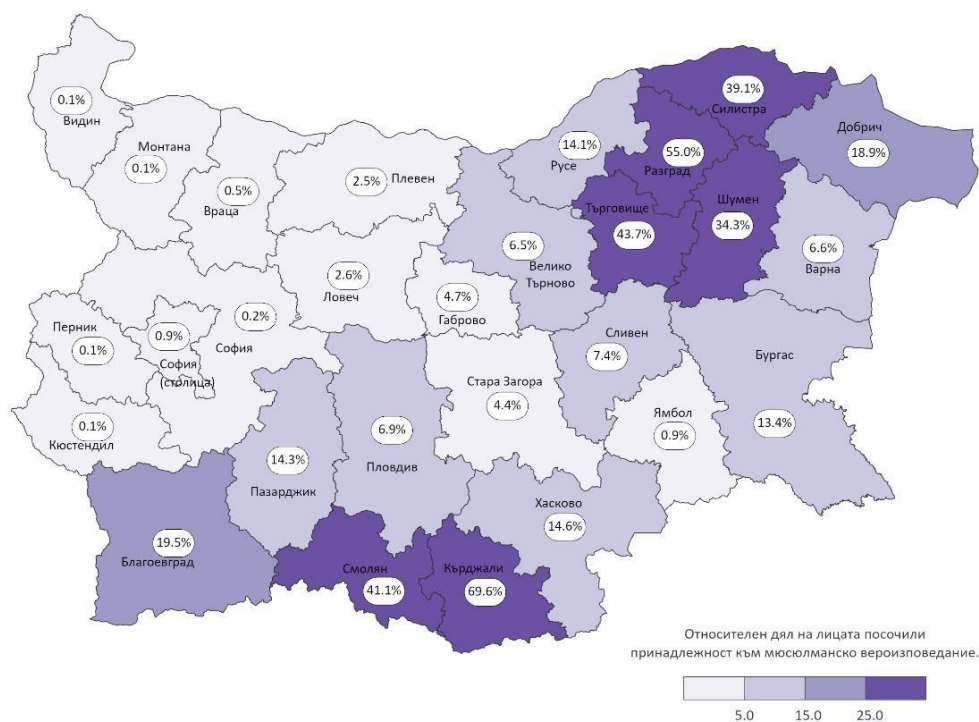 39.1%
Силистра
0.1%
Видин
Добрич
18.9%
14.1%
Русе
55.0%
Разград
Монтана
0.1%
2.5%
Плевен
0.5%
Враца
Търговище
43.7%
Шумен
34.3%
6.5%
Велико
Търново
6.6%
Варна
2.6%
Ловеч
4.7%
Габрово
0.2%
София
Перник
0.1%
0.9%
София
(столица)
Сливен
7.4%
Бургас
13.4%
Стара Загора
4.4%
Ямбол
0.9%
0.1%
Кюстендил
6.9%
Пловдив
14.3%
Пазарджик
Хасково
14.6%
19.5%
Благоевград
Смолян
41.1%
Кърджали
69.6%
Относителен дял на лицата посочили
принадлежност към мюсюлманско вероизповедание.
5.0 15.0 25.0